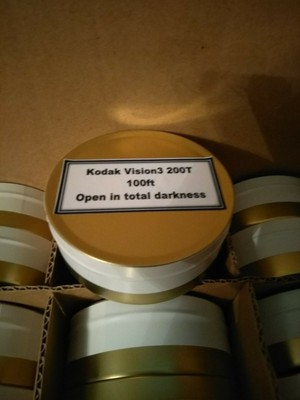 Kodak Vision3 200T
100ft
Open in total darkness